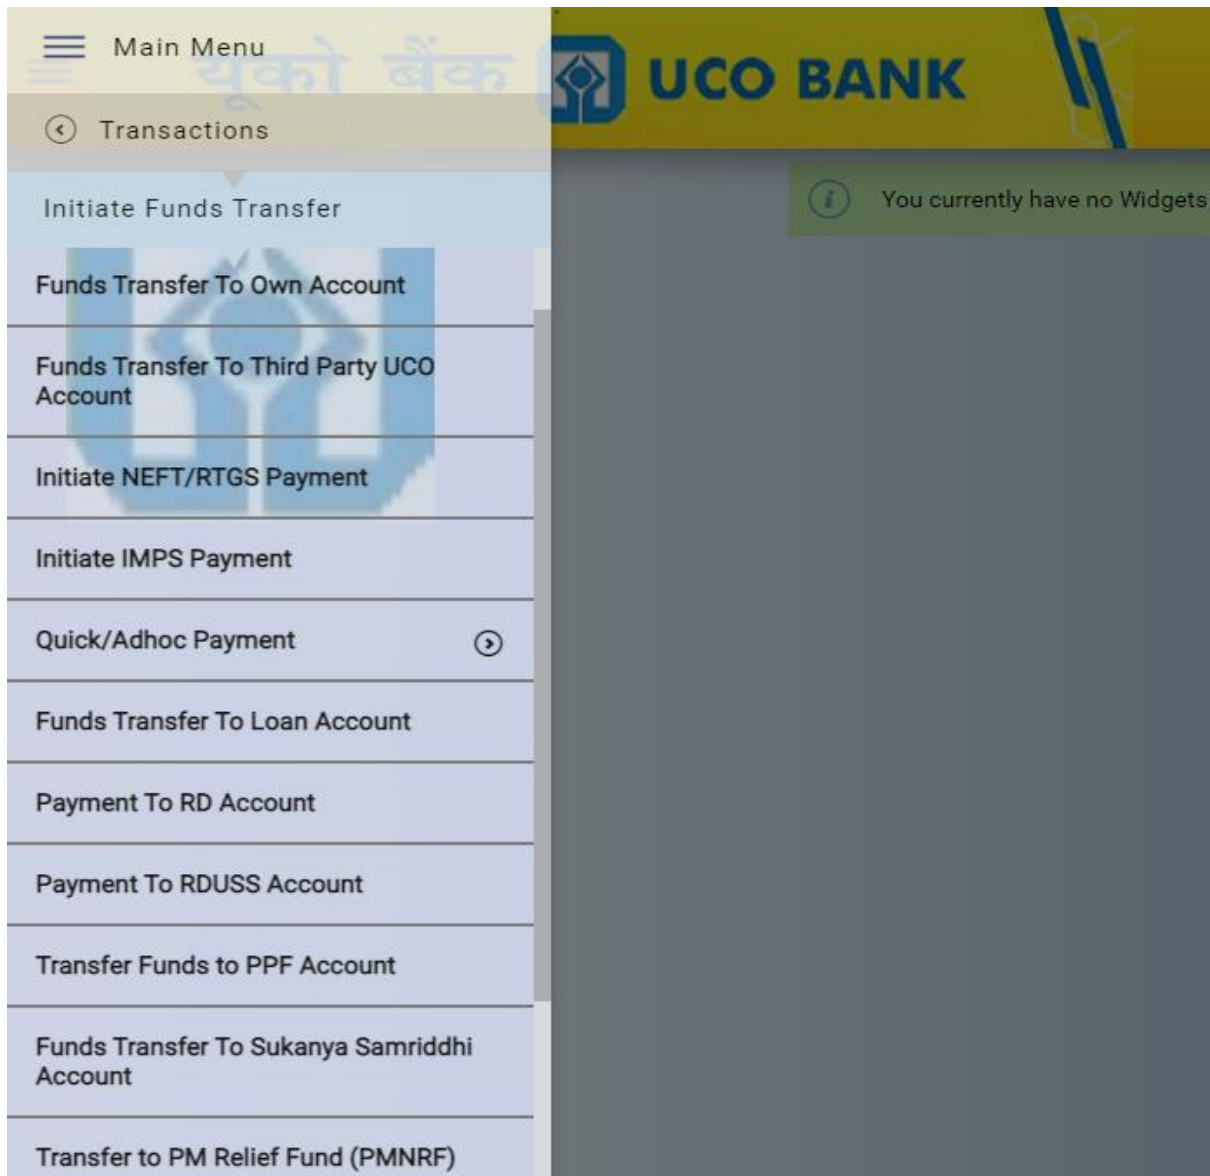 Main Menu
यूको बैंक UCO BANK
Transactions
Initiate Funds Transfer
You currently have no Widgets
Funds Transfer To Own Account
Funds Transfer To Third Party UCO
Account
Initiate NEFT/RTGS Payment
Initiate IMPS Payment
Quick/Adhoc Payment
Funds Transfer To Loan Account
Payment To RD Account
Payment To RDUSS Account
Transfer Funds to PPF Account
Funds Transfer To Sukanya Samriddhi
Account
Transfer to PM Relief Fund (PMNRF)